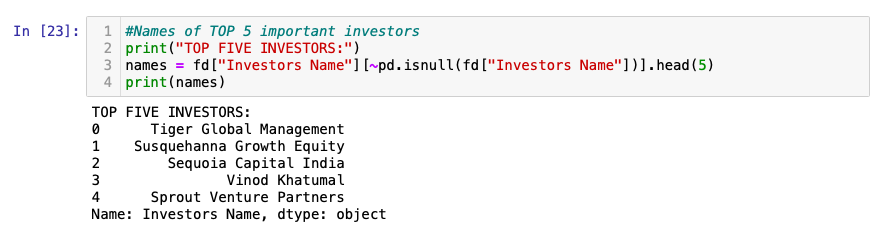 In [23]:
1 #Names of TOP 5 important investors
2 print("TOP FIVE INVESTORS:")
3 names = fd["Investors Name"][~pd.isnull(fd["Investors Name"])].head(5)
4 print(names)
TOP FIVE INVESTORS:
0 Tiger Global Management
1 Susquehanna Growth Equity
2 Sequoia Capital India
3 Vinod Khatumal
4 Sprout Venture Partners
Name: Investors Name, dtype: object